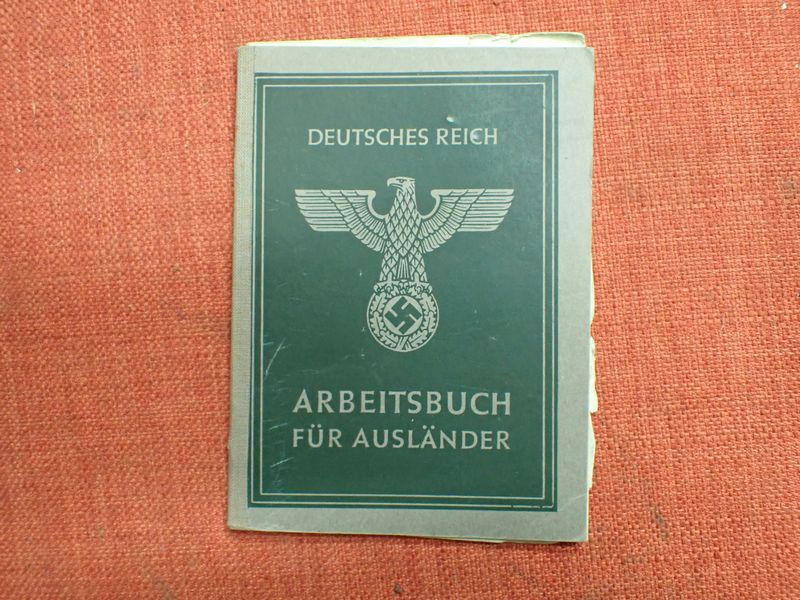 DEUTSCHES REICH
ARBEITSBUCH
FÜR AUSLÄNDER